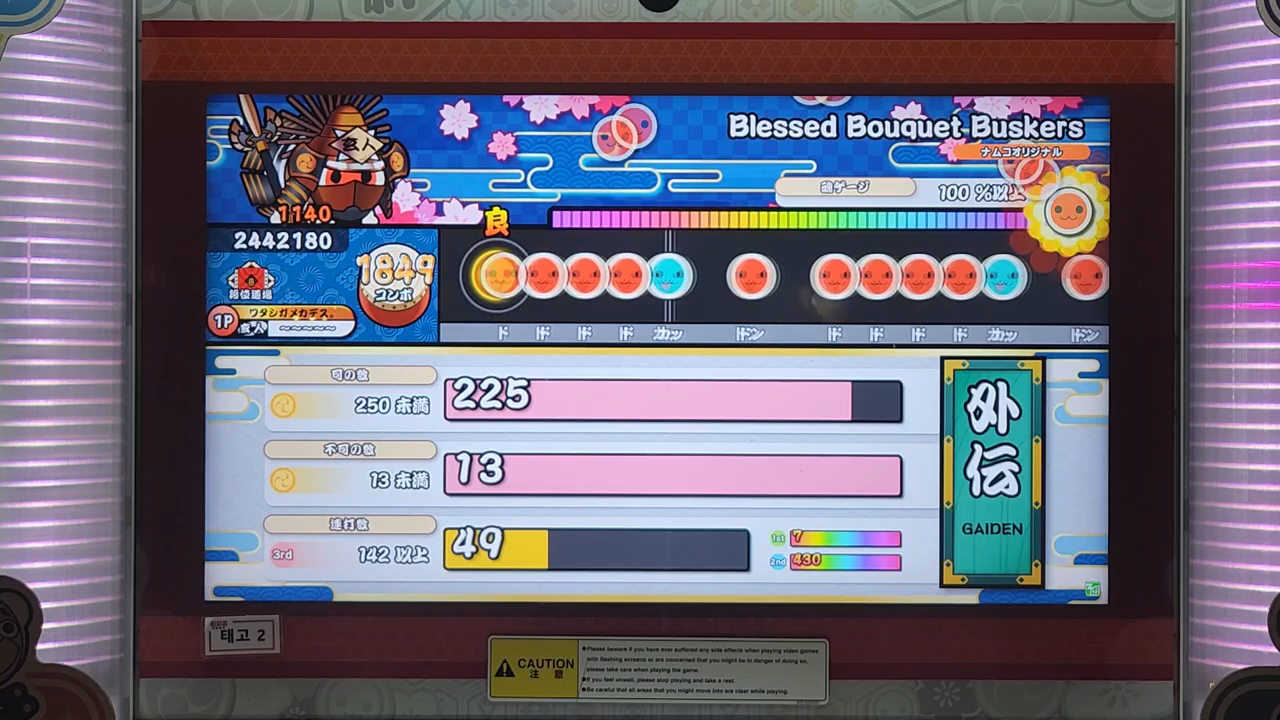 Blessed Bouquet Buskers
ナムコオリジナル
魂ゲージ
100 %以上
1140
良
2442180
1849
コンボ
段位道場
ワタシガメカデス。
1P
玄人
~~~~~
ド
ド
ド
ド
カッ
ドン
ド
ド
ド
ド
カッ
ドン
可の数
250 未満
225
不可の数
13 未満
13
連打数
3rd
142 以上
49
1st
7
2nd
430
外伝
GAIDEN
태고 2
CAUTION
注 意
●Please beware if you have ever suffered any side effects when playing video games
with flashing screens or are concerned that you might be in danger of doing so,
please take care when playing the game.
●If you feel unwell, please stop playing and take a rest.
●Be careful that all areas that you might move into are clear while playing.